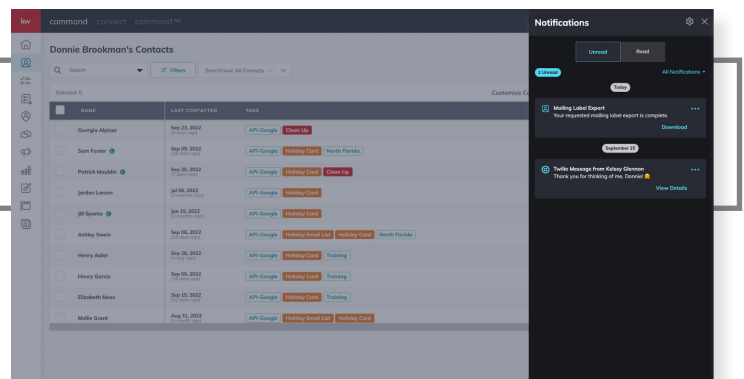 kw
command connect command MC
Donnie Brookman's Contacts
Search
Filters
SmartView: All Contacts
Selected: 0
Customize Co
NAME
LAST CONTACTED
TAGS
Georgia Alpizar
Sep 23, 2022
API-Google Clean Up
Sam Foster
Sep 09, 2022
API-Google Holiday Card North Florida
Patrick Mauldin
Sep 20, 2022
API-Google Holiday Card Clean Up
Jordan Larson
Jul 08, 2022
API-Google Holiday Card
Jill Sparks
Jun 15, 2022
API-Google Holiday Card
Ashley Sweis
Sep 08, 2022
API-Google Holiday Email List Holiday Card North Florida
Henry Adler
Sep 26, 2022
API-Google Holiday Card Training
Henry Garcia
Sep 09, 2022
API-Google Holiday Card Training
Elizabeth Moss
Sep 15, 2022
API-Google Holiday Card Training
Mellis Grant
Aug 31, 2022
API-Google Holiday Email List Holiday Card
Notifications
Unread
Read
2 Unread
All Notifications
Today
Mailing Label Export
Your requested mailing label export is complete.
Download
September 25
Twilio Message from Kelsey Glennon
Thank you for thinking of me, Donnie!
View Details